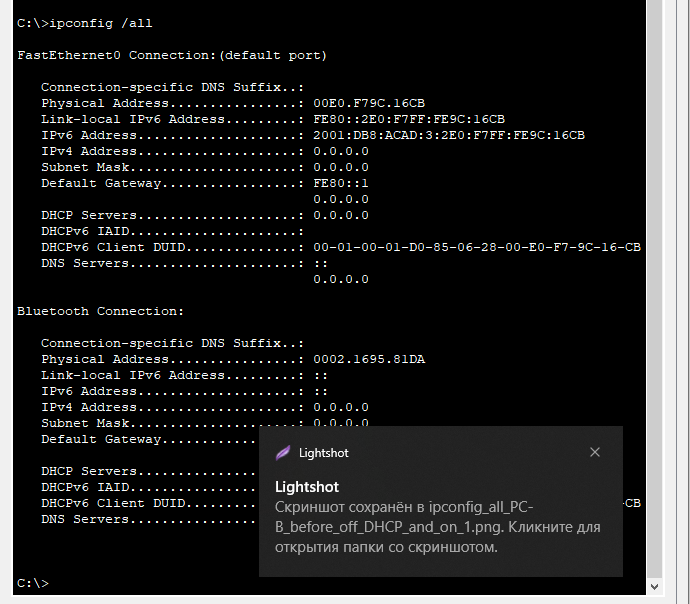 C:\>ipconfig /all
FastEthernet0 Connection:(default port)
Connection-specific DNS Suffix..:
Physical Address................: 00E0.F79C.16CB
Link-local IPv6 Address.........: FE80::2E0:F7FF:FE9C:16CB
IPv6 Address....................: 2001:DB8:ACAD:3:2E0:F7FF:FE9C:16CB
IPv4 Address....................: 0.0.0.0
Subnet Mask.....................: 0.0.0.0
Default Gateway.................: FE80::1
0.0.0.0
DHCP Servers....................: 0.0.0.0
DHCPv6 IAID.....................:
DHCPv6 Client DUID..............: 00-01-00-01-D0-85-06-28-00-E0-F7-9C-16-CB
DNS Servers.....................: ::
0.0.0.0
Bluetooth Connection:
Connection-specific DNS Suffix..:
Physical Address................: 0002.1695.81DA
Link-local IPv6 Address.........: ::
IPv6 Address....................: ::
IPv4 Address....................: 0.0.0.0
Subnet Mask.....................: 0.0.0.0
Default Gateway............
DHCP Servers...............
DHCPv6 IAID................
DHCPv6 Client DUID.........-CB
DNS Servers................
Lightshot
Lightshot
Скриншот сохранён в ipconfig_all_PC-
B_before_off_DHCP_and_on_1.png. Кликните для
открытия папки со скриншотом.
C:\>